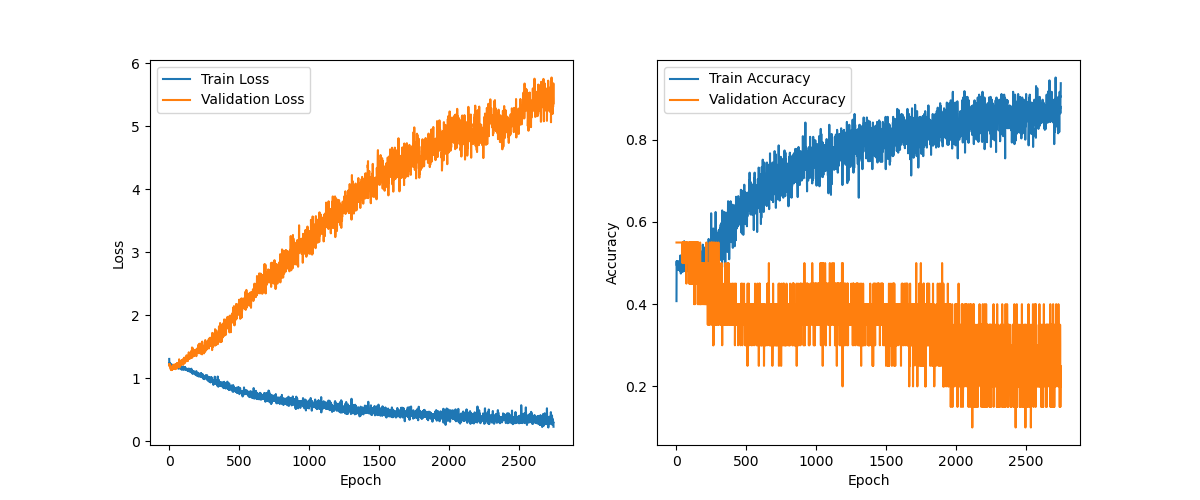 Train Loss
Validation Loss
6
5
4
3
2
1
0
Loss
0 500 1000 1500 2000 2500
Epoch
Train Accuracy
Validation Accuracy
0.8
0.6
0.4
0.2
Accuracy
0 500 1000 1500 2000 2500
Epoch